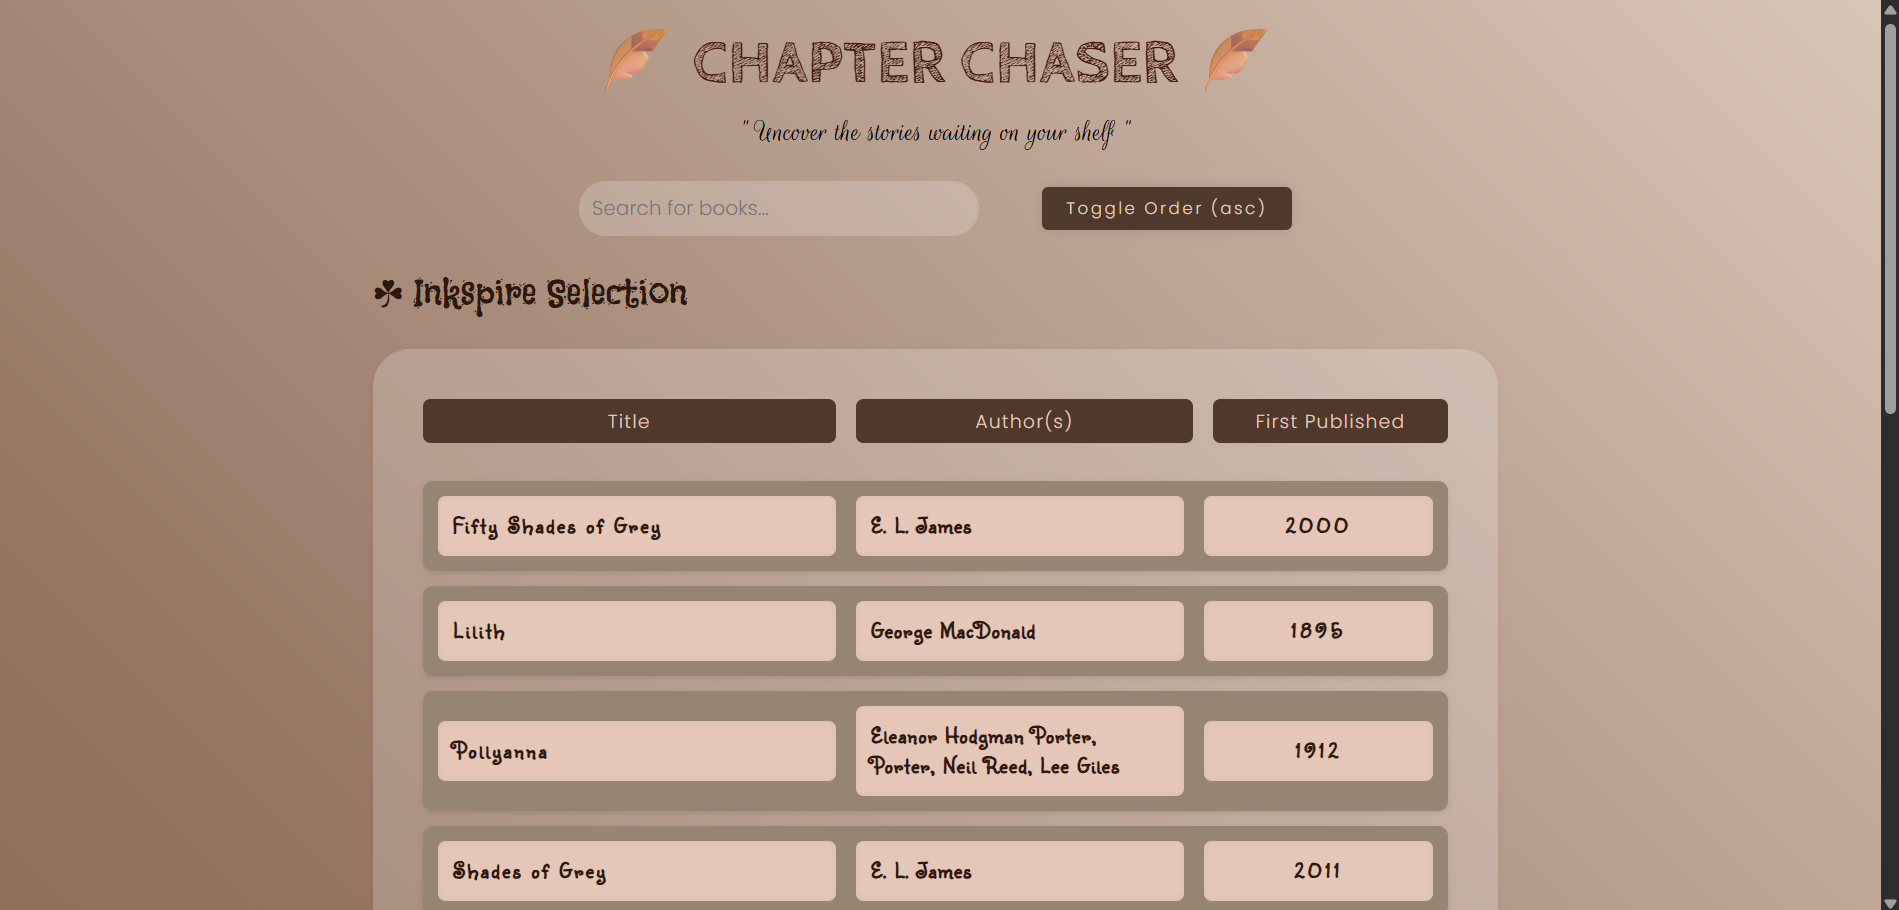 CHAPTER CHASER
" Uncover the stories waiting on your shelf "
Search for books...
Toggle Order (asc)
☘ Inkspire Selection
Title
Author(s)
First Published
Fifty Shades of Grey
E. L. James
2000
Lilith
George MacDonald
1895
Pollyanna
Eleanor Hodgman Porter,
Porter, Neil Reed, Lee Giles
1912
Shades of Grey
E. L. James
2011